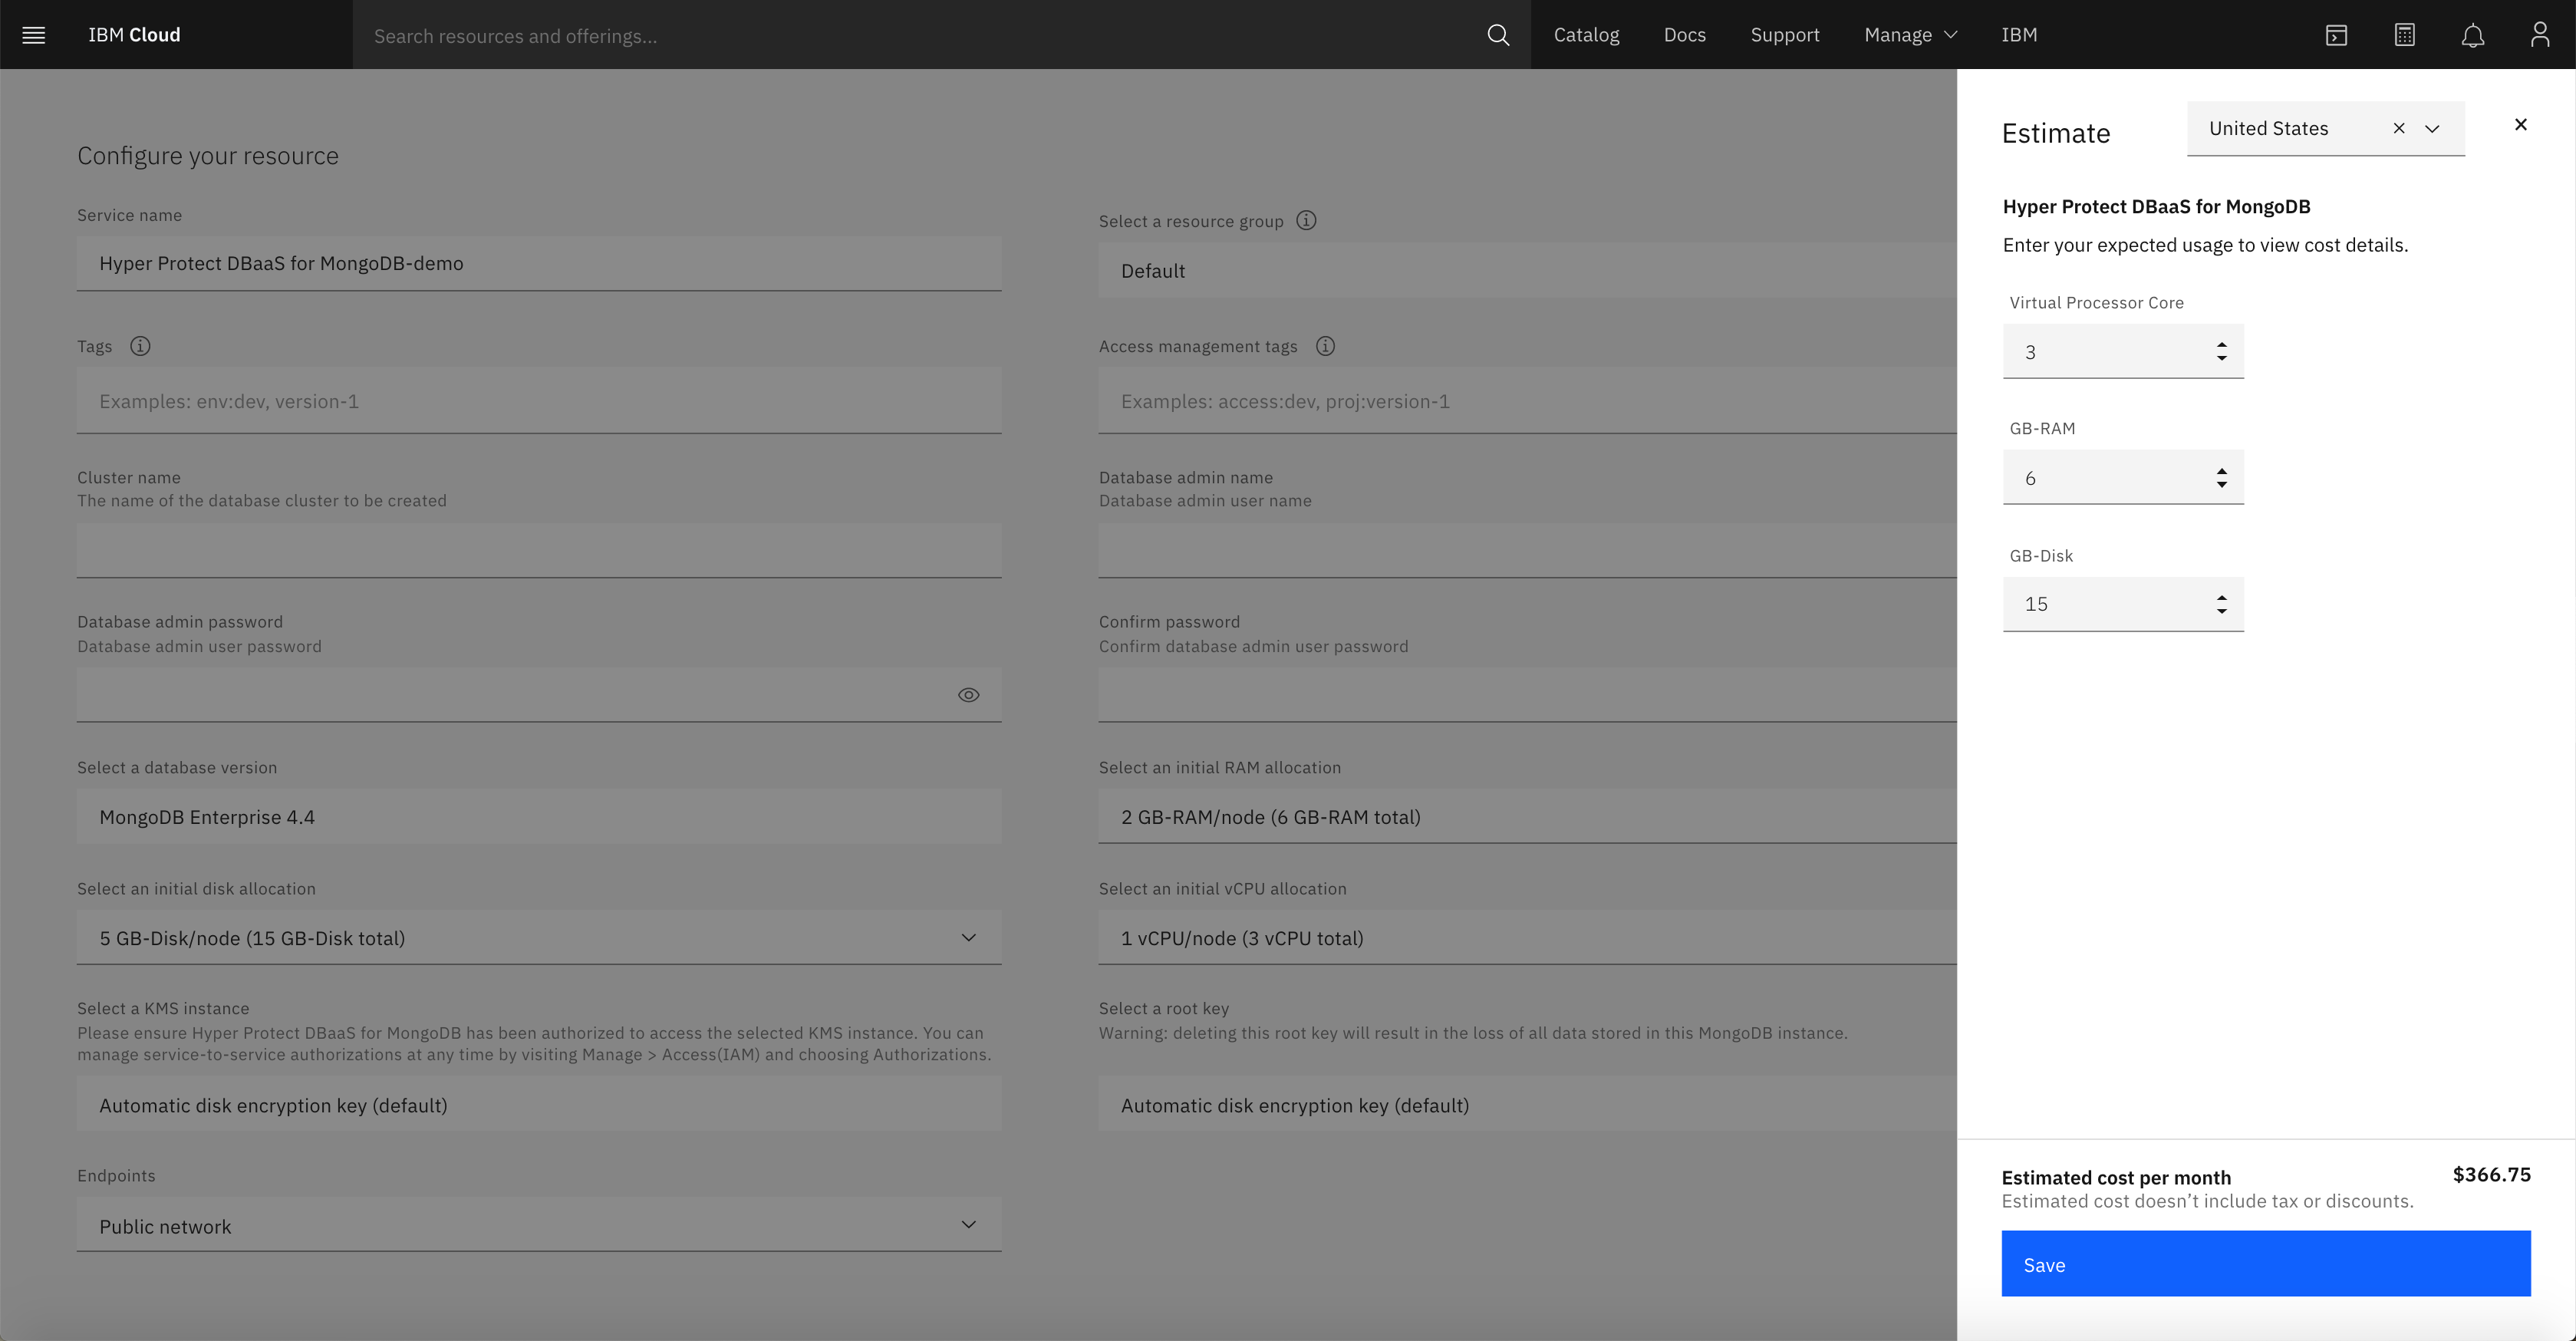 IBM Cloud
Search resources and offerings...
Catalog
Docs
Support
Manage
IBM
Configure your resource
Service name
Hyper Protect DBaaS for MongoDB-demo
Select a resource group
Default
Tags
Examples: env:dev, version-1
Access management tags
Examples: access:dev, proj:version-1
Cluster name
The name of the database cluster to be created
Database admin name
Database admin user name
Database admin password
Database admin user password
Confirm password
Confirm database admin user password
Select a database version
MongoDB Enterprise 4.4
Select an initial RAM allocation
2 GB-RAM/node (6 GB-RAM total)
Select an initial disk allocation
5 GB-Disk/node (15 GB-Disk total)
Select an initial vCPU allocation
1 vCPU/node (3 vCPU total)
Select a KMS instance
Please ensure Hyper Protect DBaaS for MongoDB has been authorized to access the selected KMS instance. You can
manage service-to-service authorizations at any time by visiting Manage > Access(IAM) and choosing Authorizations.
Automatic disk encryption key (default)
Select a root key
Warning: deleting this root key will result in the loss of all data stored in this MongoDB instance.
Automatic disk encryption key (default)
Endpoints
Public network
Estimate
United States
Hyper Protect DBaaS for MongoDB
Enter your expected usage to view cost details.
Virtual Processor Core
3
GB-RAM
6
GB-Disk
15
Estimated cost per month
$366.75
Estimated cost doesn’t include tax or discounts.
Save